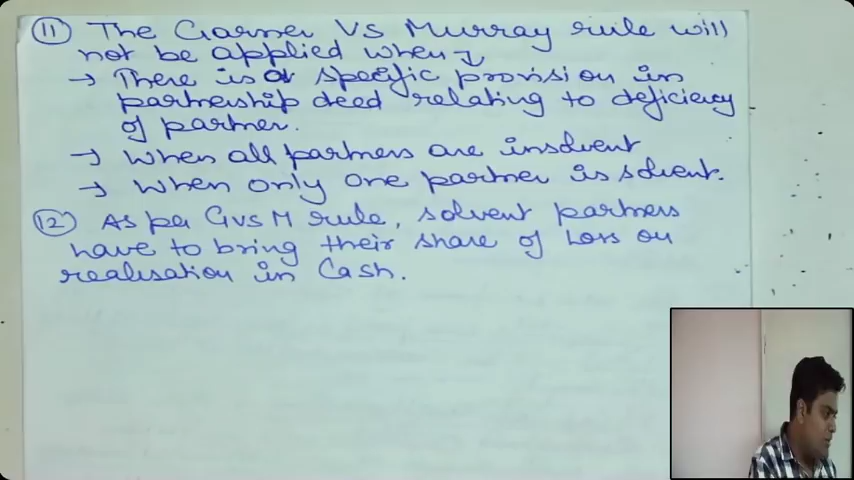 11 The Garner Vs Murray rule will
not be applied when ↓
→ There is a specific provision in
partnership deed relating to deficiency
of partner.
→ When all partners are insolvent
→ When only one partner is solvent.
12 As per G vs M rule, solvent partners
have to bring their share of Loss on
realisation in Cash.